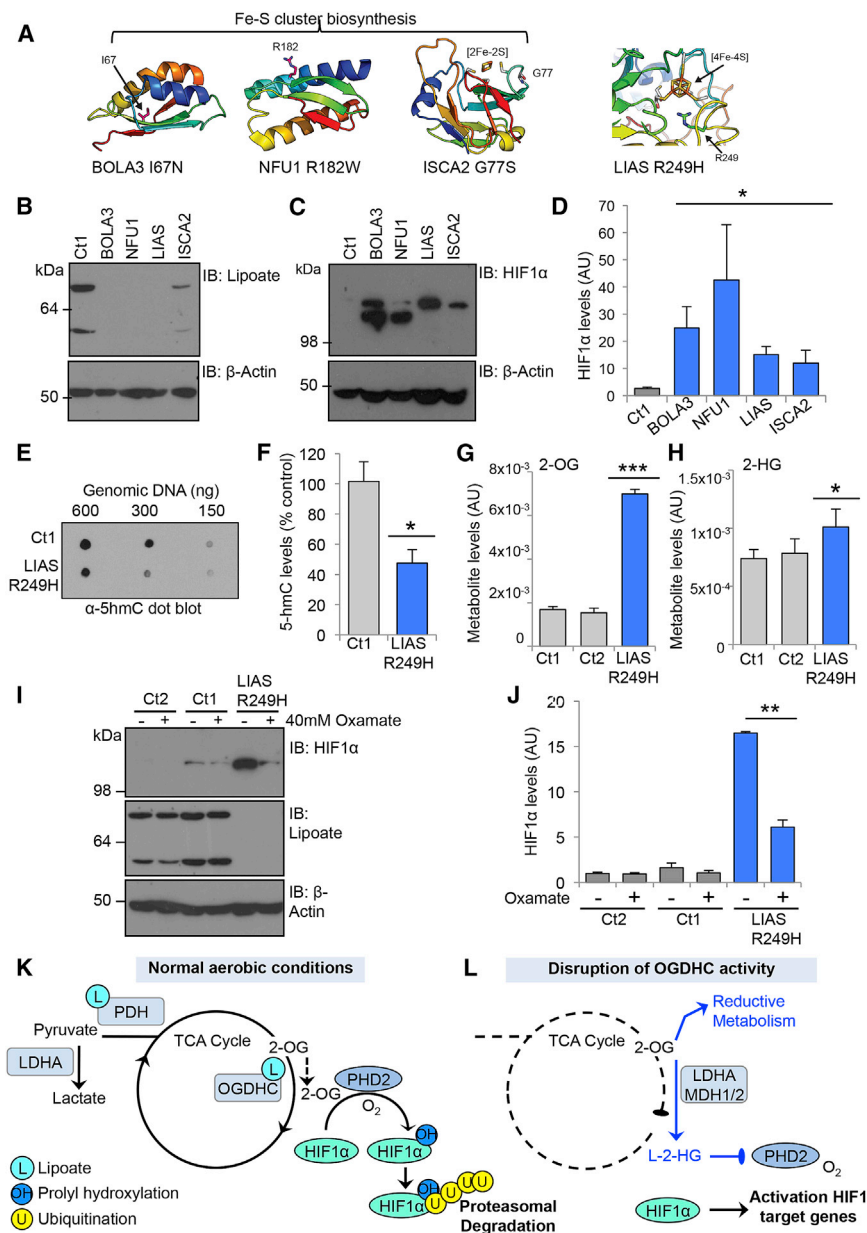 A
Fe-S cluster biosynthesis
I67
R182
[2Fe-2S]
G77
[4Fe-4S]
R249
BOLA3 I67N
NFU1 R182W
ISCA2 G77S
LIAS R249H
B
Ct1
BOLA3
NFU1
LIAS
ISCA2
kDa
64
50
IB: Lipoate
IB: β-Actin
C
Ct1
BOLA3
NFU1
LIAS
ISCA2
kDa
98
50
IB: HIF1α
IB: β-Actin
D
*
HIF1α levels (AU)
70
60
50
40
30
20
10
0
Ct1
BOLA3
NFU1
LIAS
ISCA2
E
Genomic DNA (ng)
600 300 150
Ct1
LIAS
R249H
α-5hmC dot blot
F
5-hmC levels (% control)
120
100
80
60
40
20
0
*
Ct1
LIAS
R249H
G
2-OG
Metabolite levels (AU)
8x10-3
6x10-3
2x10-3
0
***
Ct1
Ct2
LIAS
R249H
H
2-HG
Metabolite levels (AU)
1.5x10-3
5x10-4
0
*
Ct1
Ct2
LIAS
R249H
I
Ct2
Ct1
LIAS
R249H
- + - + - + 40mM Oxamate
kDa
98
64
50
IB: HIF1α
IB:
Lipoate
IB: β-
Actin
J
HIF1α levels (AU)
20
15
10
5
0
**
Oxamate - + - + - +
Ct2
Ct1
LIAS
R249H
K
Normal aerobic conditions
L
PDH
Pyruvate
LDHA
Lactate
TCA Cycle
2-OG
L
OGDHC
2-OG
PHD2
O2
HIF1α
OH
HIF1α
OH
HIF1α
U U U U
Proteasomal
Degradation
L Lipoate
OH Prolyl hydroxylation
U Ubiquitination
L
Disruption of OGDHC activity
Reductive
Metabolism
TCA Cycle
2-OG
LDHA
MDH1/2
L-2-HG
PHD2
O2
HIF1α
Activation HIF1
target genes